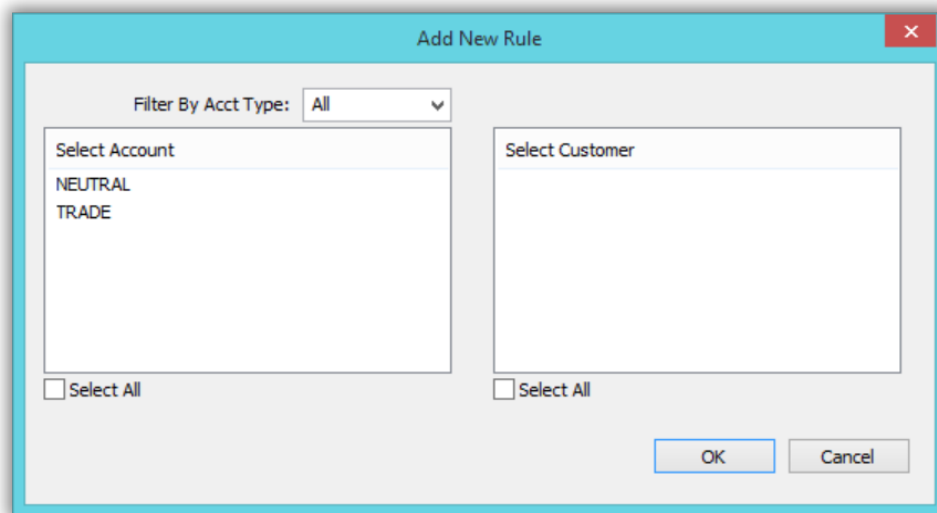 Add New Rule
Filter By Acct Type: All
Select Account
NEUTRAL
TRADE
Select All
Select Customer
Select All
OK
Cancel